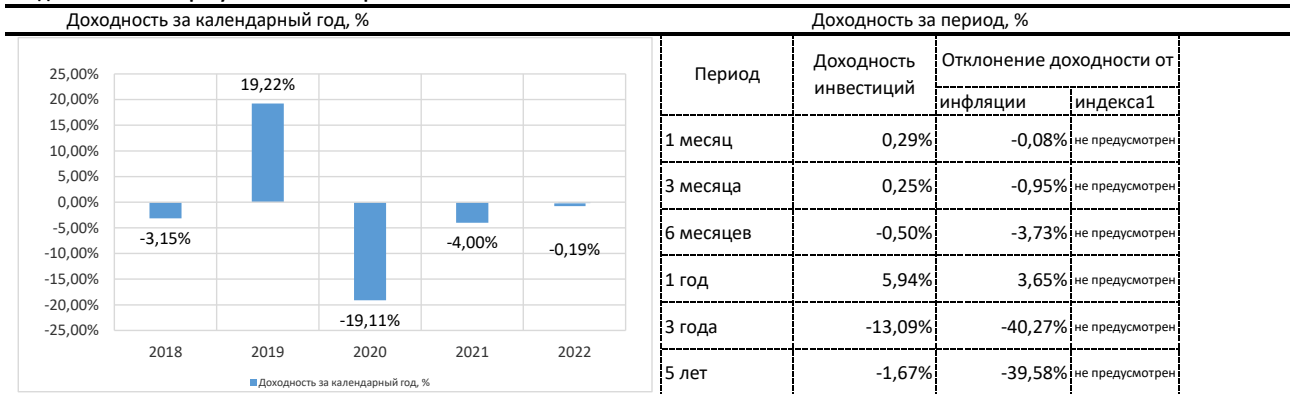 Доходность за календарный год, %
Доходность за период, %
25,00%
20,00%
15,00%
10,00%
5,00%
0,00%
-5,00%
-10,00%
-15,00%
-20,00%
-25,00%
-3,15%
19,22%
-19,11%
-4,00%
-0,19%
2018 2019 2020 2021 2022
Доходность за календарный год, %
Период Доходность инвестиций Отклонение доходности от
инфляции индекса1
1 месяц 0,29% -0,08% не предусмотрен
3 месяца 0,25% -0,95% не предусмотрен
6 месяцев -0,50% -3,73% не предусмотрен
1 год 5,94% 3,65% не предусмотрен
3 года -13,09% -40,27% не предусмотрен
5 лет -1,67% -39,58% не предусмотрен